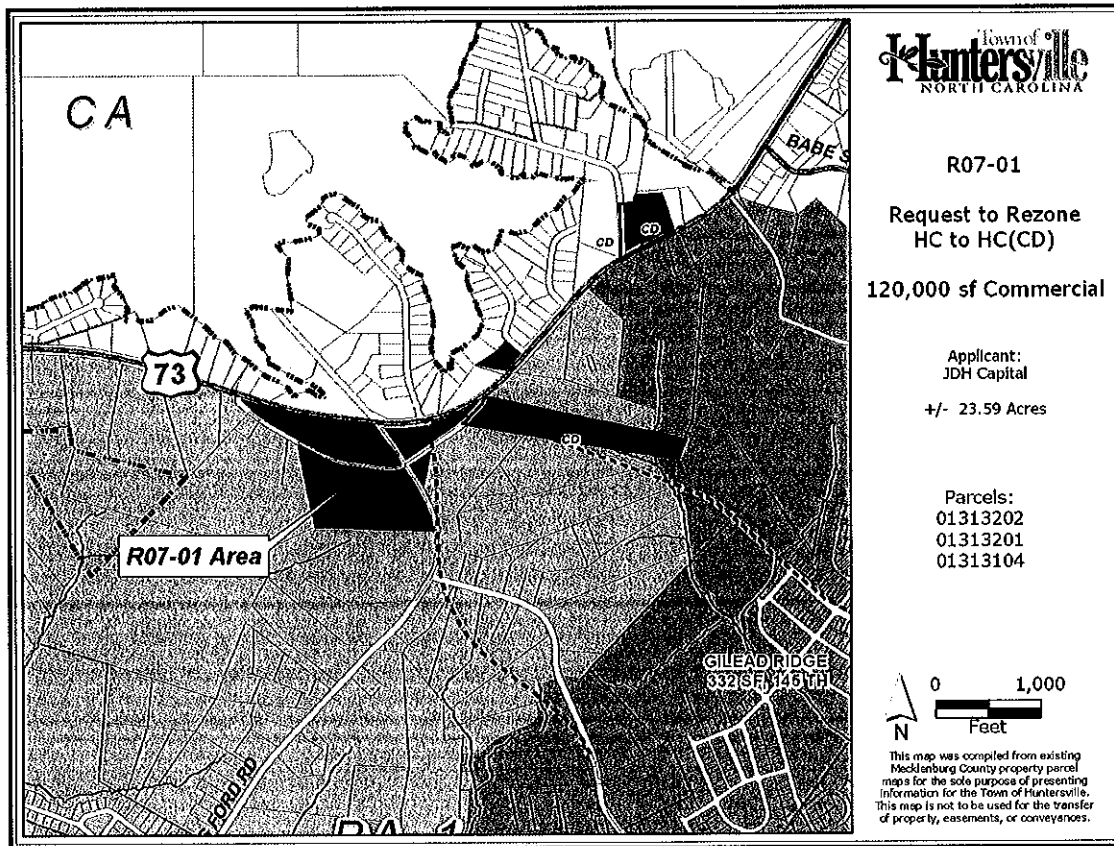 CA
BABE S
CD
CD
73
CD
R07-01 Area
GILEAD RIDGE
332 SF, 146 TH
FORD RD
Town of
Huntersville
NORTH CAROLINA
R07-01
Request to Rezone
HC to HC(CD)
120,000 sf Commercial
Applicant:
JDH Capital
+/- 23.59 Acres
Parcels:
01313202
01313201
01313104
0 1,000
Feet
N
This map was compiled from existing
Mecklenburg County property parcel
maps for the sole purpose of presenting
information for the Town of Huntersville.
This map is not to be used for the transfer
of property, easements, or conveyances.